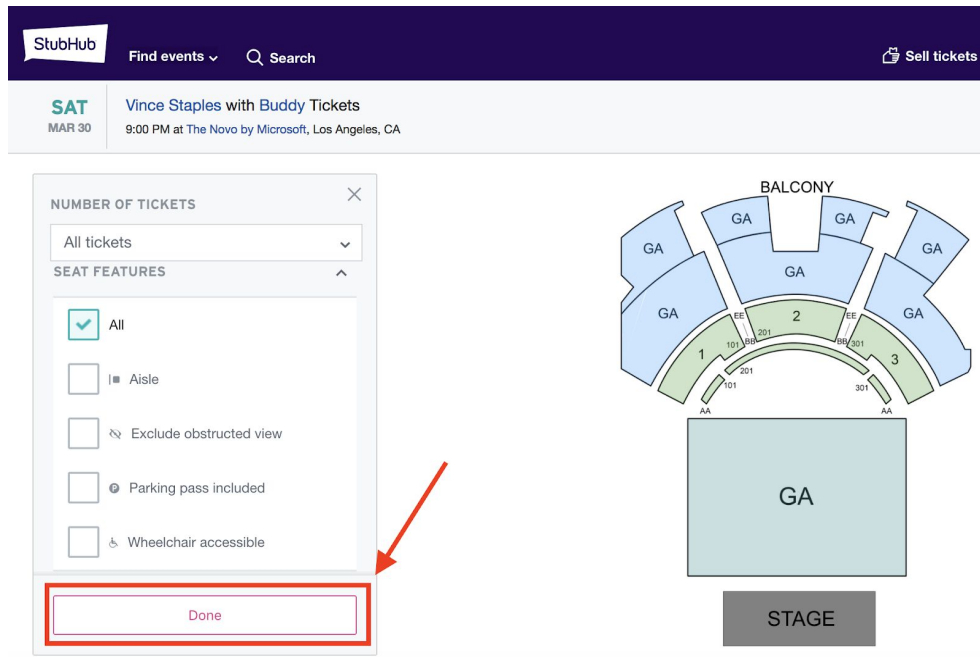 StubHub
Find events
Search
Sell tickets
SAT
MAR 30
Vince Staples with Buddy Tickets
9:00 PM at The Novo by Microsoft, Los Angeles, CA
NUMBER OF TICKETS
All tickets
SEAT FEATURES
All
Aisle
Exclude obstructed view
P Parking pass included
Wheelchair accessible
Done
BALCONY
GA GA
GA GA
GA
GA GA
EE 2 EE
201
101 BB BB 301
1 3
201
101 301
AA AA
GA
STAGE